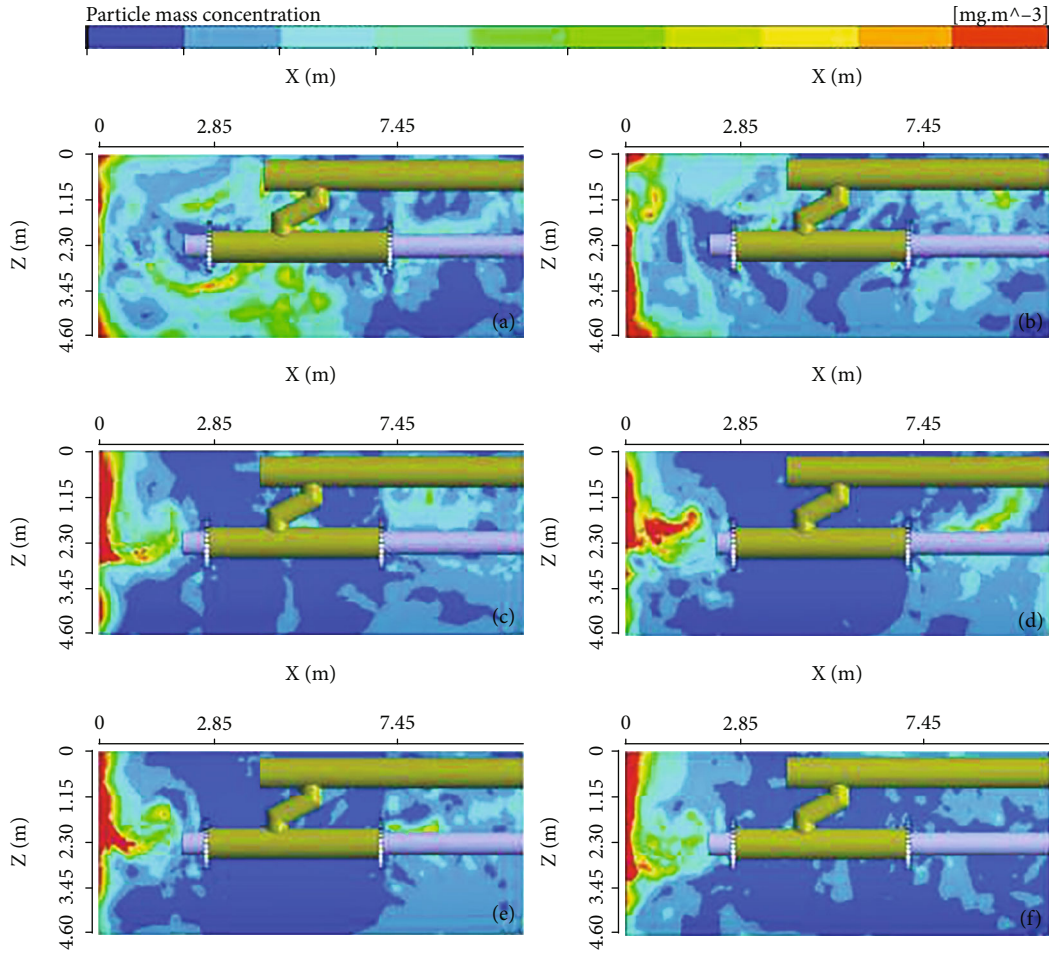 Particle mass concentration [mg.m^–3]
X (m) X (m)
0 2.85 7.45 0 2.85 7.45
Z (m) 0 1.15 2.30 3.45 4.60 (a) Z (m) 0 1.15 2.30 3.45 4.60 (b)
X (m) X (m)
0 2.85 7.45 0 2.85 7.45
Z (m) 0 1.15 2.30 3.45 4.60 (c) Z (m) 0 1.15 2.30 3.45 4.60 (d)
X (m) X (m)
0 2.85 7.45 0 2.85 7.45
Z (m) 0 1.15 2.30 3.45 4.60 (e) Z (m) 0 1.15 2.30 3.45 4.60 (f)